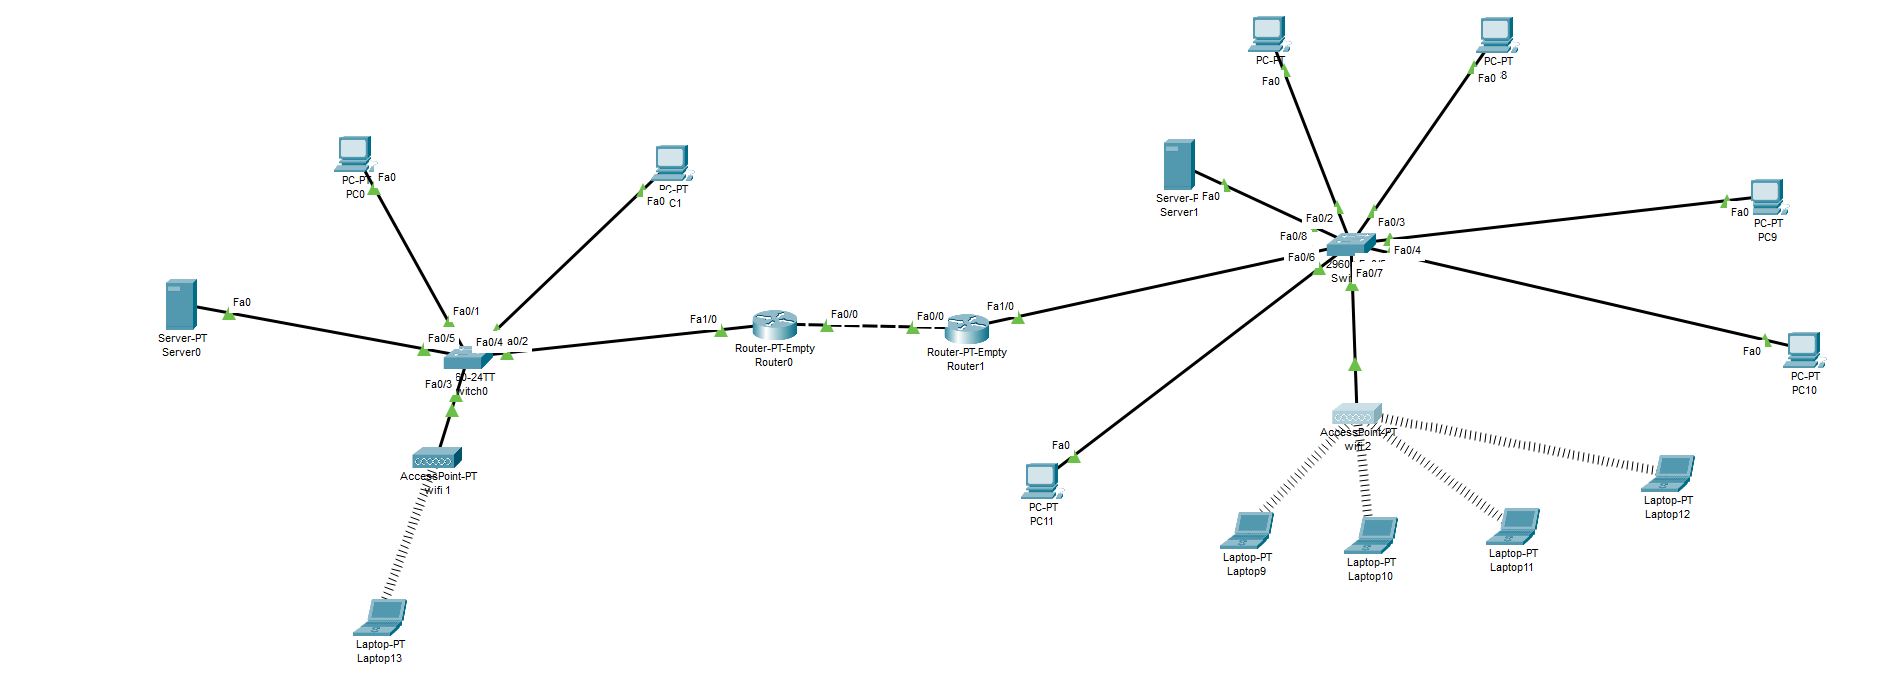 PC-PT
Fa0
PC-PT
8
Fa0
PC-PT
PC0
Fa0
PC-PT
C1
Fa0
Server-P
Server1
Fa0
Fa0/2
Fa0/3
Fa0/8
Fa0/4
Fa0/6
2960
Swi
Fa0/7
Fa0
PC-PT
PC9
Server-PT
Server0
Fa0
Fa0/1
Fa0/5
Fa0/4
a0/2
Fa0/3
60-24TT
witch0
Fa1/0
Router-PT-Empty
Router0
Fa0/0
Fa0/0
Router-PT-Empty
Router1
Fa1/0
Fa0
PC-PT
PC10
AccessPoint-PT
wifi 1
AccessPoint-PT
wifi 2
Fa0
PC-PT
PC11
Laptop-PT
Laptop9
Laptop-PT
Laptop10
Laptop-PT
Laptop11
Laptop-PT
Laptop12
Laptop-PT
Laptop13